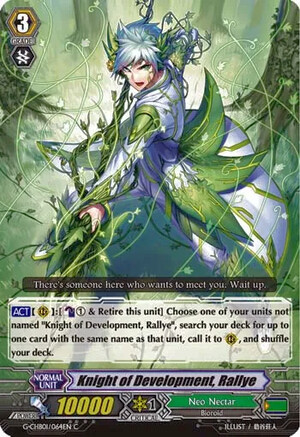 3
GRADE
There's someone here who wants to meet you. Wait up.
ACT [ ]:[ ① & Retire this unit] Choose one of your units not
named "Knight of Development, Rallye", search your deck for up to
one card with the same name as that unit, call it to , and shuffle
your deck.
NORMAL UNIT
Knight of Development, Rallye
POWER
10000
1
CRITICAL
Neo Nectar
Bioroid
G-CHB01/064EN C
ILLUST /